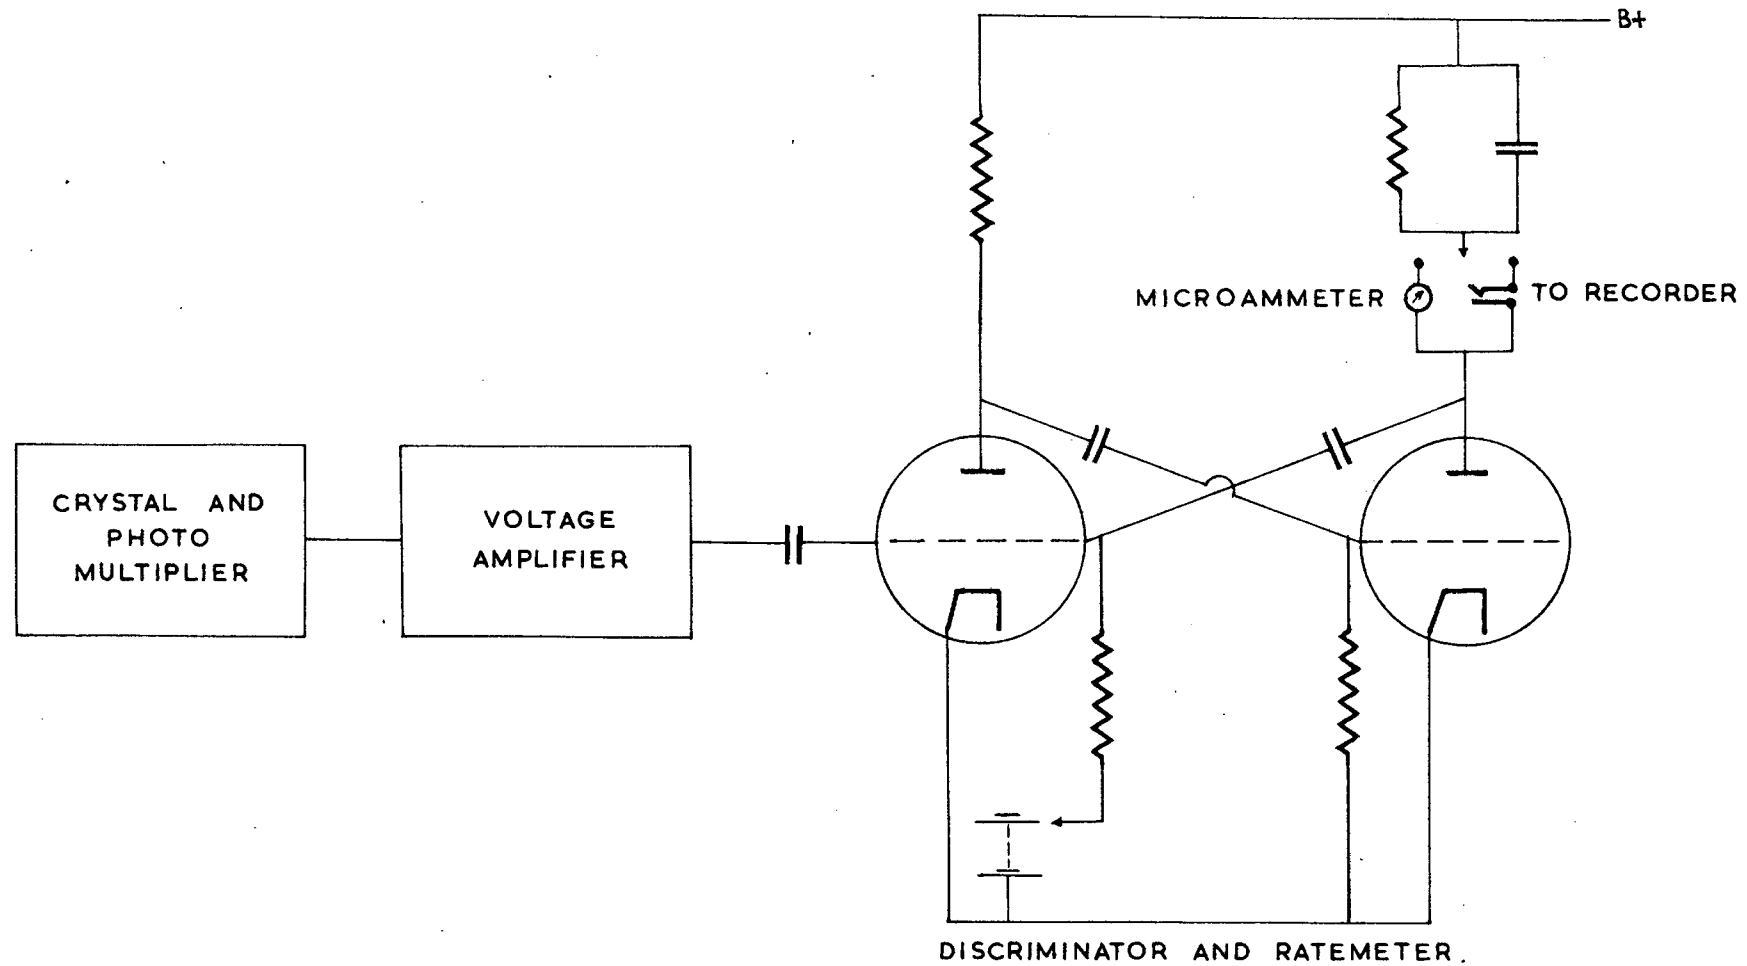 B+
MICROAMMETER
TO RECORDER
CRYSTAL AND
PHOTO
MULTIPLIER
VOLTAGE
AMPLIFIER
DISCRIMINATOR AND RATEMETER.